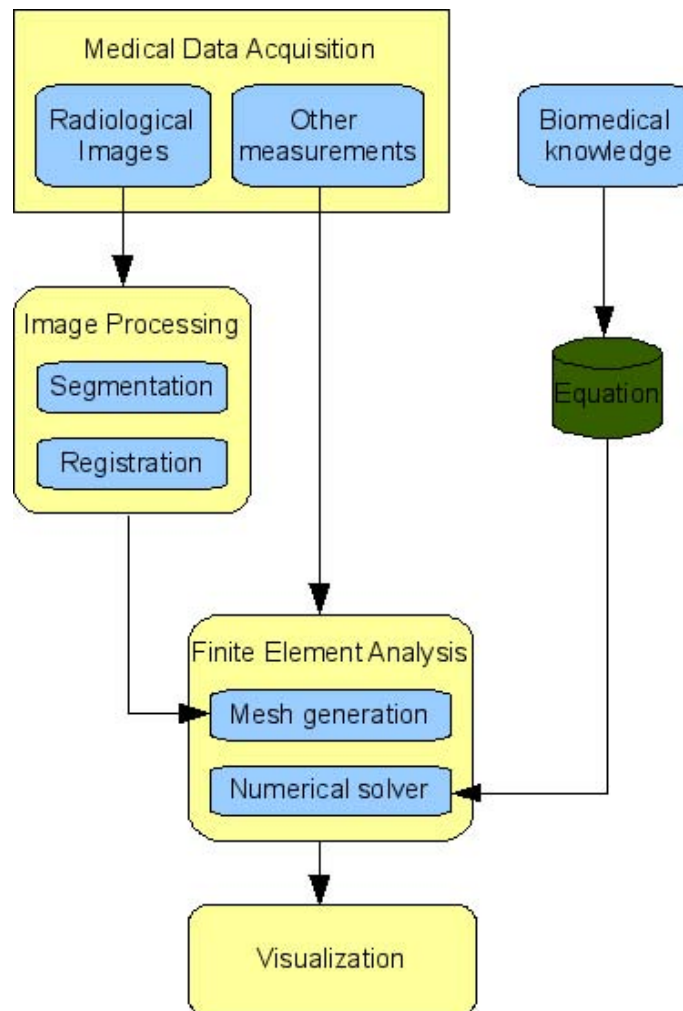 Medical Data Acquisition
Radiological
Images
Other
measurements
Biomedical
knowledge
Image Processing
Segmentation
Registration
Equation
Finite Element Analysis
Mesh generation
Numerical solver
Visualization